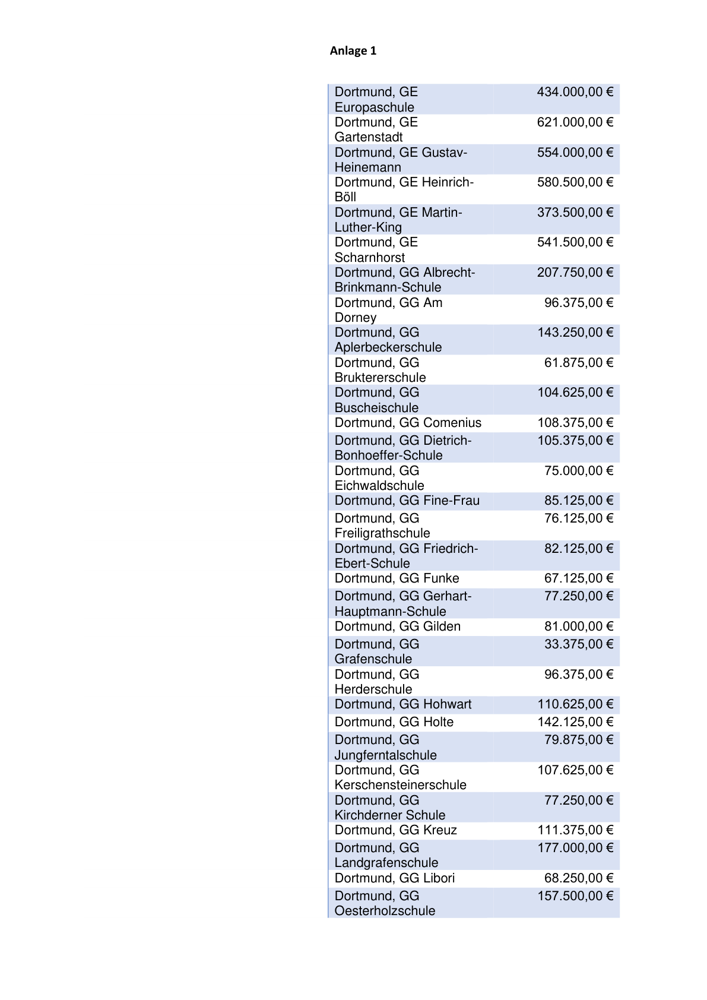 Anlage 1
Dortmund, GE 434.000,00 €
Europaschule
Dortmund, GE 621.000,00 €
Gartenstadt
Dortmund, GE Gustav- 554.000,00 €
Heinemann
Dortmund, GE Heinrich- 580.500,00 €
Böll
Dortmund, GE Martin- 373.500,00 €
Luther-King
Dortmund, GE 541.500,00 €
Scharnhorst
Dortmund, GG Albrecht- 207.750,00 €
Brinkmann-Schule
Dortmund, GG Am 96.375,00 €
Dorney
Dortmund, GG 143.250,00 €
Aplerbeckerschule
Dortmund, GG 61.875,00 €
Bruktererschule
Dortmund, GG 104.625,00 €
Buscheischule
Dortmund, GG Comenius 108.375,00 €
Dortmund, GG Dietrich- 105.375,00 €
Bonhoeffer-Schule
Dortmund, GG 75.000,00 €
Eichwaldschule
Dortmund, GG Fine-Frau 85.125,00 €
Dortmund, GG 76.125,00 €
Freiligrathschule
Dortmund, GG Friedrich- 82.125,00 €
Ebert-Schule
Dortmund, GG Funke 67.125,00 €
Dortmund, GG Gerhart- 77.250,00 €
Hauptmann-Schule
Dortmund, GG Gilden 81.000,00 €
Dortmund, GG 33.375,00 €
Grafenschule
Dortmund, GG 96.375,00 €
Herderschule
Dortmund, GG Hohwart 110.625,00 €
Dortmund, GG Holte 142.125,00 €
Dortmund, GG 79.875,00 €
Jungferntalschule
Dortmund, GG 107.625,00 €
Kerschensteinerschule
Dortmund, GG 77.250,00 €
Kirchderner Schule
Dortmund, GG Kreuz 111.375,00 €
Dortmund, GG 177.000,00 €
Landgrafenschule
Dortmund, GG Libori 68.250,00 €
Dortmund, GG 157.500,00 €
Oesterholzschule